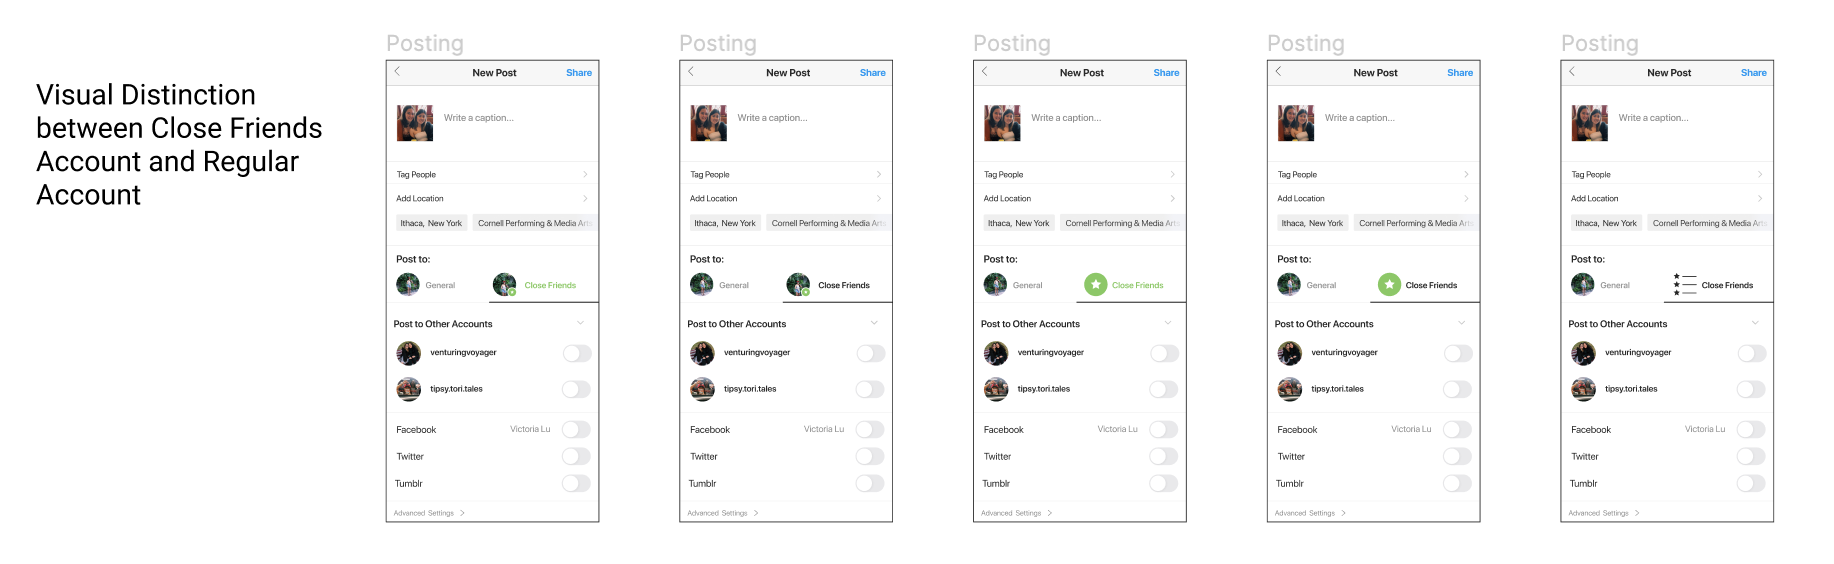 Visual Distinction
between Close Friends
Account and Regular
Account
Posting
New Post Share
Write a caption...
Tag People
Add Location
Ithaca, New York Cornell Performing & Media Arts
Post to:
General Close Friends
Post to Other Accounts
venturingvoyager
tipsy.tori.tales
Facebook Victoria Lu
Twitter
Tumblr
Advanced Settings
Posting
New Post Share
Write a caption...
Tag People
Add Location
Ithaca, New York Cornell Performing & Media Arts
Post to:
General Close Friends
Post to Other Accounts
venturingvoyager
tipsy.tori.tales
Facebook Victoria Lu
Twitter
Tumblr
Advanced Settings
Posting
New Post Share
Write a caption...
Tag People
Add Location
Ithaca, New York Cornell Performing & Media Arts
Post to:
General Close Friends
Post to Other Accounts
venturingvoyager
tipsy.tori.tales
Facebook Victoria Lu
Twitter
Tumblr
Advanced Settings
Posting
New Post Share
Write a caption...
Tag People
Add Location
Ithaca, New York Cornell Performing & Media Arts
Post to:
General Close Friends
Post to Other Accounts
venturingvoyager
tipsy.tori.tales
Facebook Victoria Lu
Twitter
Tumblr
Advanced Settings
Posting
New Post Share
Write a caption...
Tag People
Add Location
Ithaca, New York Cornell Performing & Media Arts
Post to:
General Close Friends
Post to Other Accounts
venturingvoyager
tipsy.tori.tales
Facebook Victoria Lu
Twitter
Tumblr
Advanced Settings